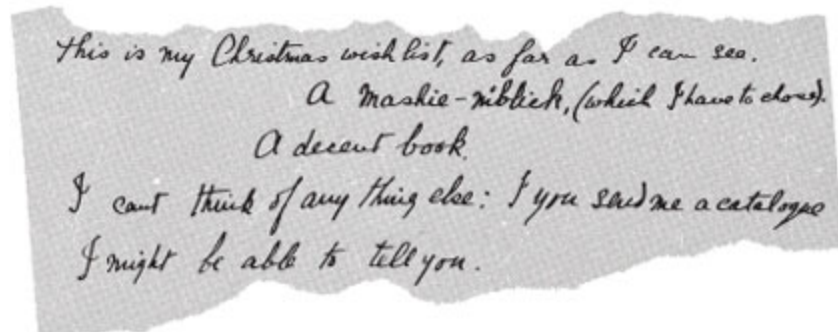 This is my Christmas wish list, as far as I can see.
A mashie-niblick, (which I have to chose).
A decent book.
I cant think of any thing else: I you send me a catalogue
I might be able to tell you.